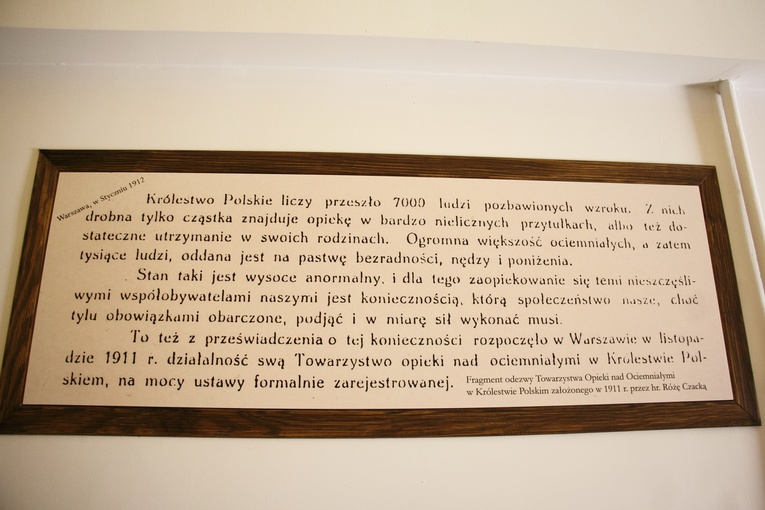 Warszawa, w Styczniu 1912
Królestwo Polskie liczy przeszło 7000 ludzi pozbawionych wzroku. Z nich
drobna tylko cząstka znajduje opiekę w bardzo nielicznych przytułkach, albo też do-
stateczne utrzymanie w swoich rodzinach. Ogromna większość ociemniałych, a zatem
tysiące ludzi, oddana jest na pastwę bezradności, nędzy i poniżenia.
Stan taki jest wysoce anormalny, i dla tego zaopiekowanie się temi nieszczęśli-
wymi współobywatelami naszymi jest koniecznością, którą społeczeństwo nasze, choć
tylu obowiązkami obarczone, podjąć i w miarę sił wykonać musi.
To też z przeświadczenia o tej konieczności rozpoczęło w Warszawie w listopa-
dzie 1911 r. działalność swą Towarzystwo opieki nad ociemniałymi w Królestwie Pol-
skiem, na mocy ustawy formalnie zarejestrowanej.
Fragment odezwy Towarzystwa Opieki nad Ociemniałymi
w Królestwie Polskim założonego w 1911 r. przez hr. Różę Czacką